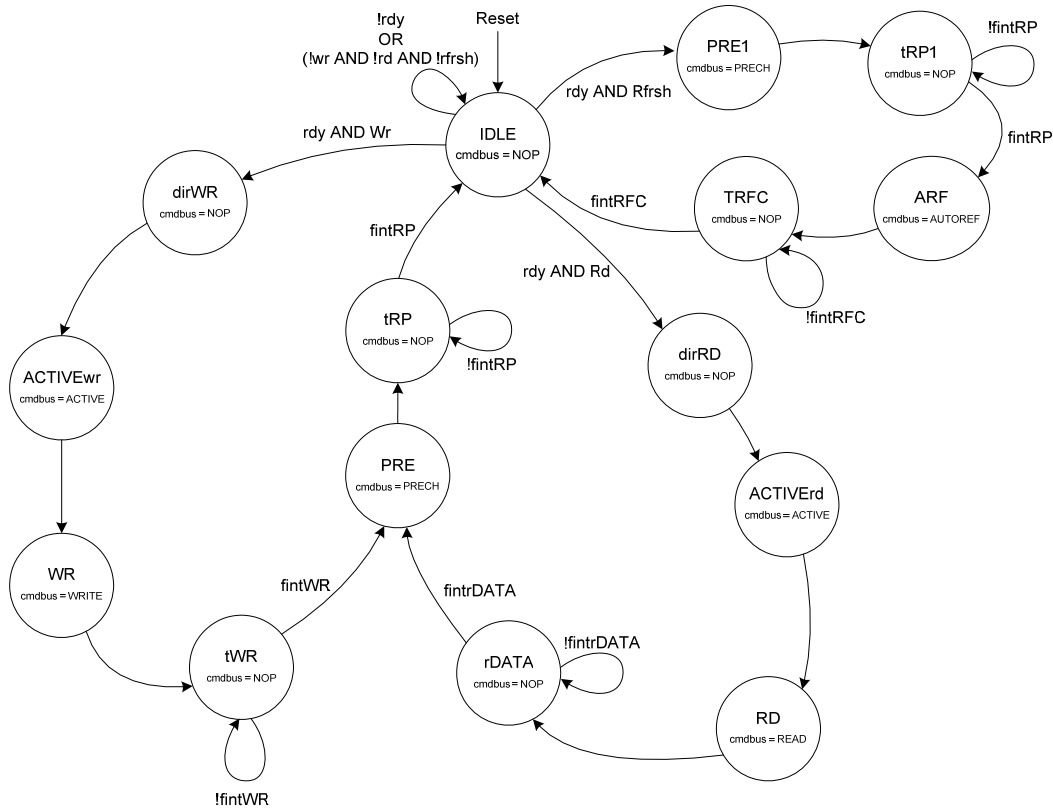 !rdy
OR
(!wr AND !rd AND !rfrsh)
Reset
PRE1
cmdbus = PRECH
tRP1
cmdbus = NOP
!fintRP
rdy AND Rfrsh
fintRP
IDLE
cmdbus = NOP
rdy AND Wr
dirWR
cmdbus = NOP
fintRFC
TRFC
cmdbus = NOP
ARF
cmdbus = AUTOREF
fintRP
rdy AND Rd
!fintRFC
tRP
cmdbus = NOP
!fintRP
dirRD
cmdbus = NOP
ACTIVEwr
cmdbus = ACTIVE
PRE
cmdbus = PRECH
ACTIVErd
cmdbus = ACTIVE
WR
cmdbus = WRITE
fintWR
fintrDATA
tWR
cmdbus = NOP
rDATA
cmdbus = NOP
!fintrDATA
RD
cmdbus = READ
!fintWR